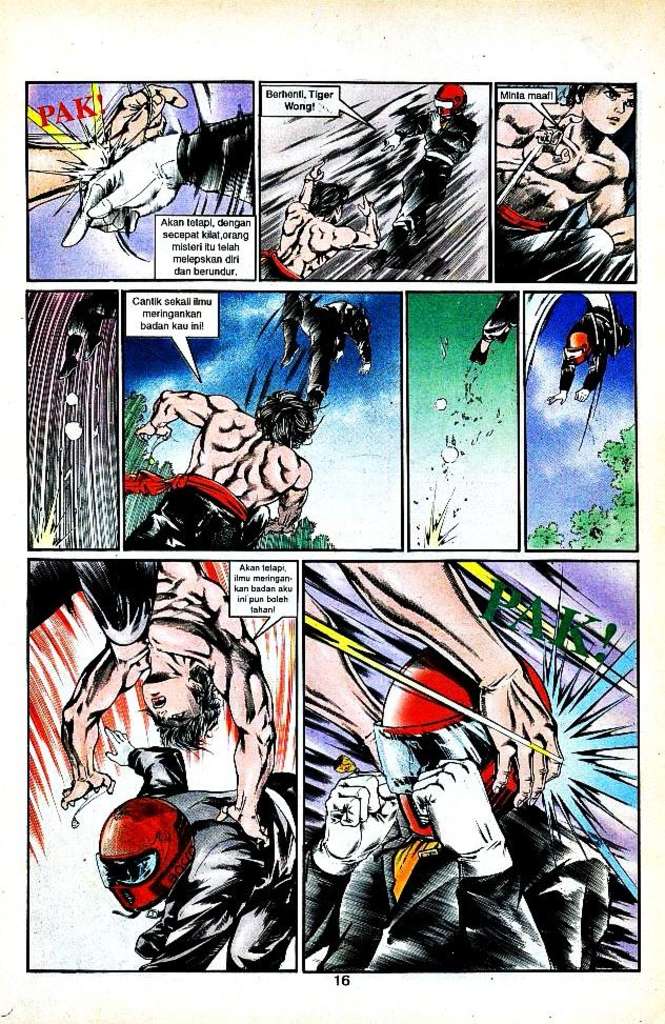 PAK!
Akan tetapi, dengan
secepat kilat,orang
misteri itu telah
melepskan diri
dan berundur.
Berhenti, Tiger
Wong!
Minta maaf!
Cantik sekali ilmu
meringankan
badan kau ini!
Akan tetapi,
ilmu meringan-
kan badan aku
ini pun boleh
tahan!
PAK!
16